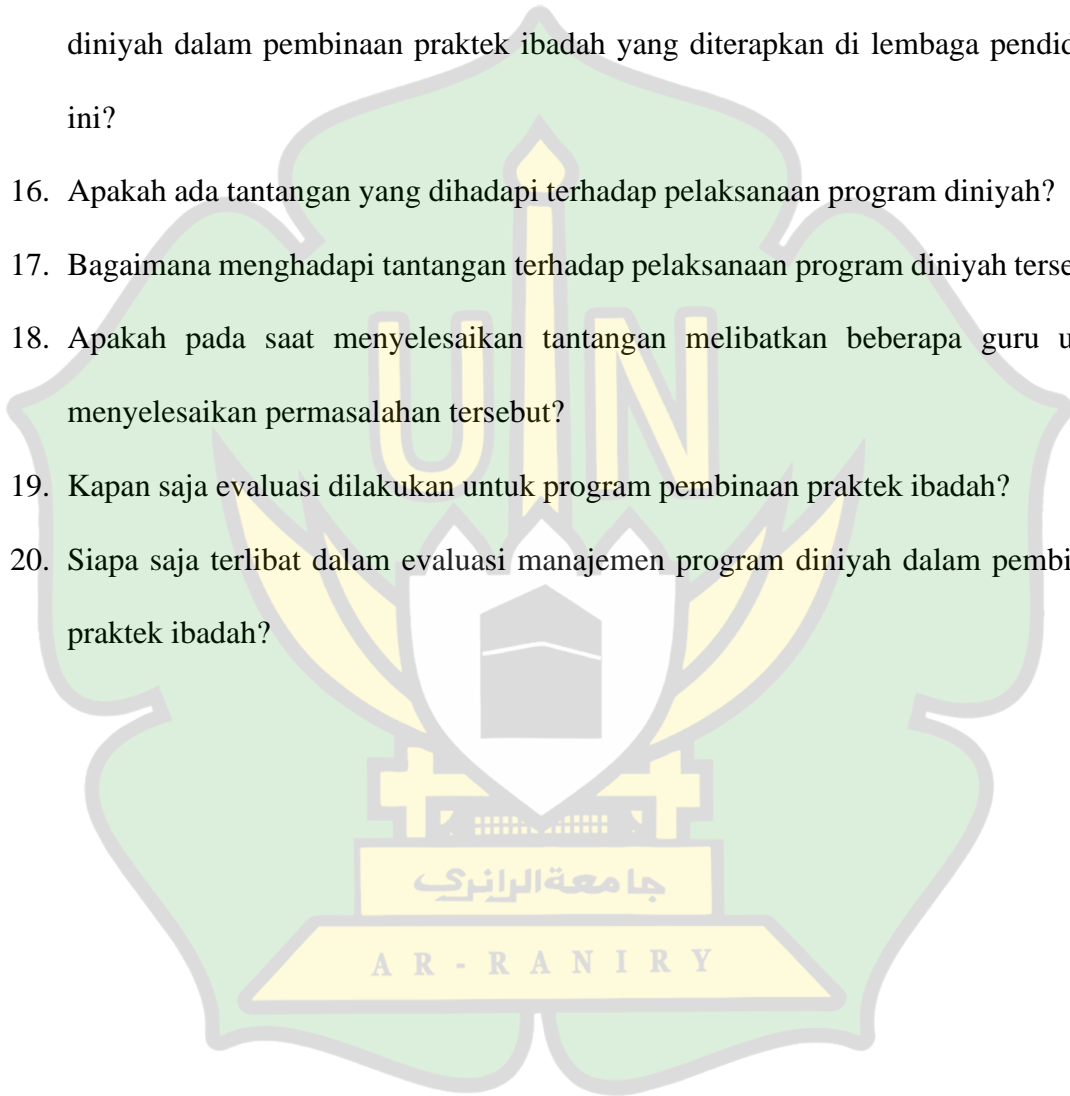 diniyah dalam pembinaan praktek ibadah yang diterapkan di lembaga
ini?
16. Apakah ada tantangan yang dihadapi terhadap pelaksanaan program diniyah?
17. Bagaimana menghadapi tantangan terhadap pelaksanaan program diniyah
18. Apakah pada saat menyelesaikan tantangan melibatkan beberapa guru
menyelesaikan permasalahan tersebut?
19. Kapan saja evaluasi dilakukan untuk program pembinaan praktek ibadah?
20. Siapa saja terlibat dalam evaluasi manajemen program diniyah dalam
praktek ibadah?
UIN
جامعة الرانري
AR-RANIRY